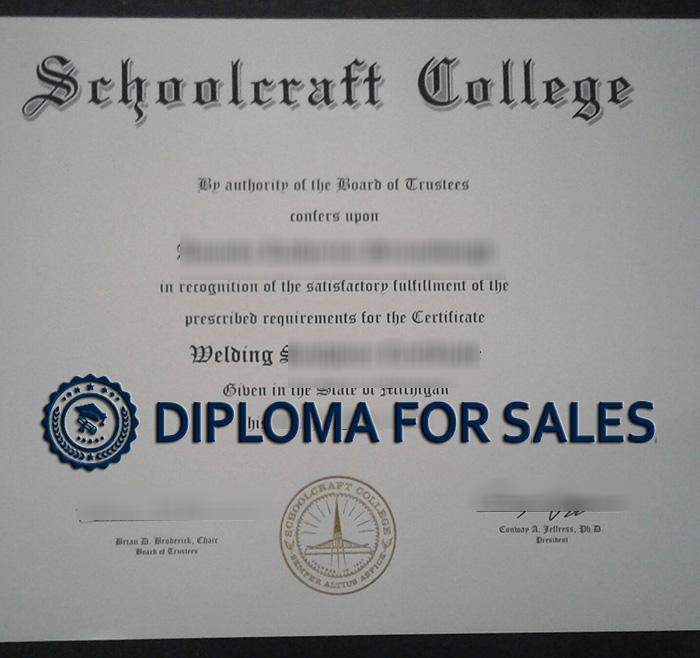 Schoolcraft College
By authority of the Board of Trustees
confers upon
in recognition of the satisfactory fulfillment of the
prescribed requirements for the Certificate
Welding
Given in the State of Michigan
DIPLOMA FOR SALES
SCHOOLCRAFT COLLEGE
SEMPER ALTIUS ASPICE
Brian D. Broderick, Chair
Board of Trustees
Conway A. Jeffress, Ph.D.
President